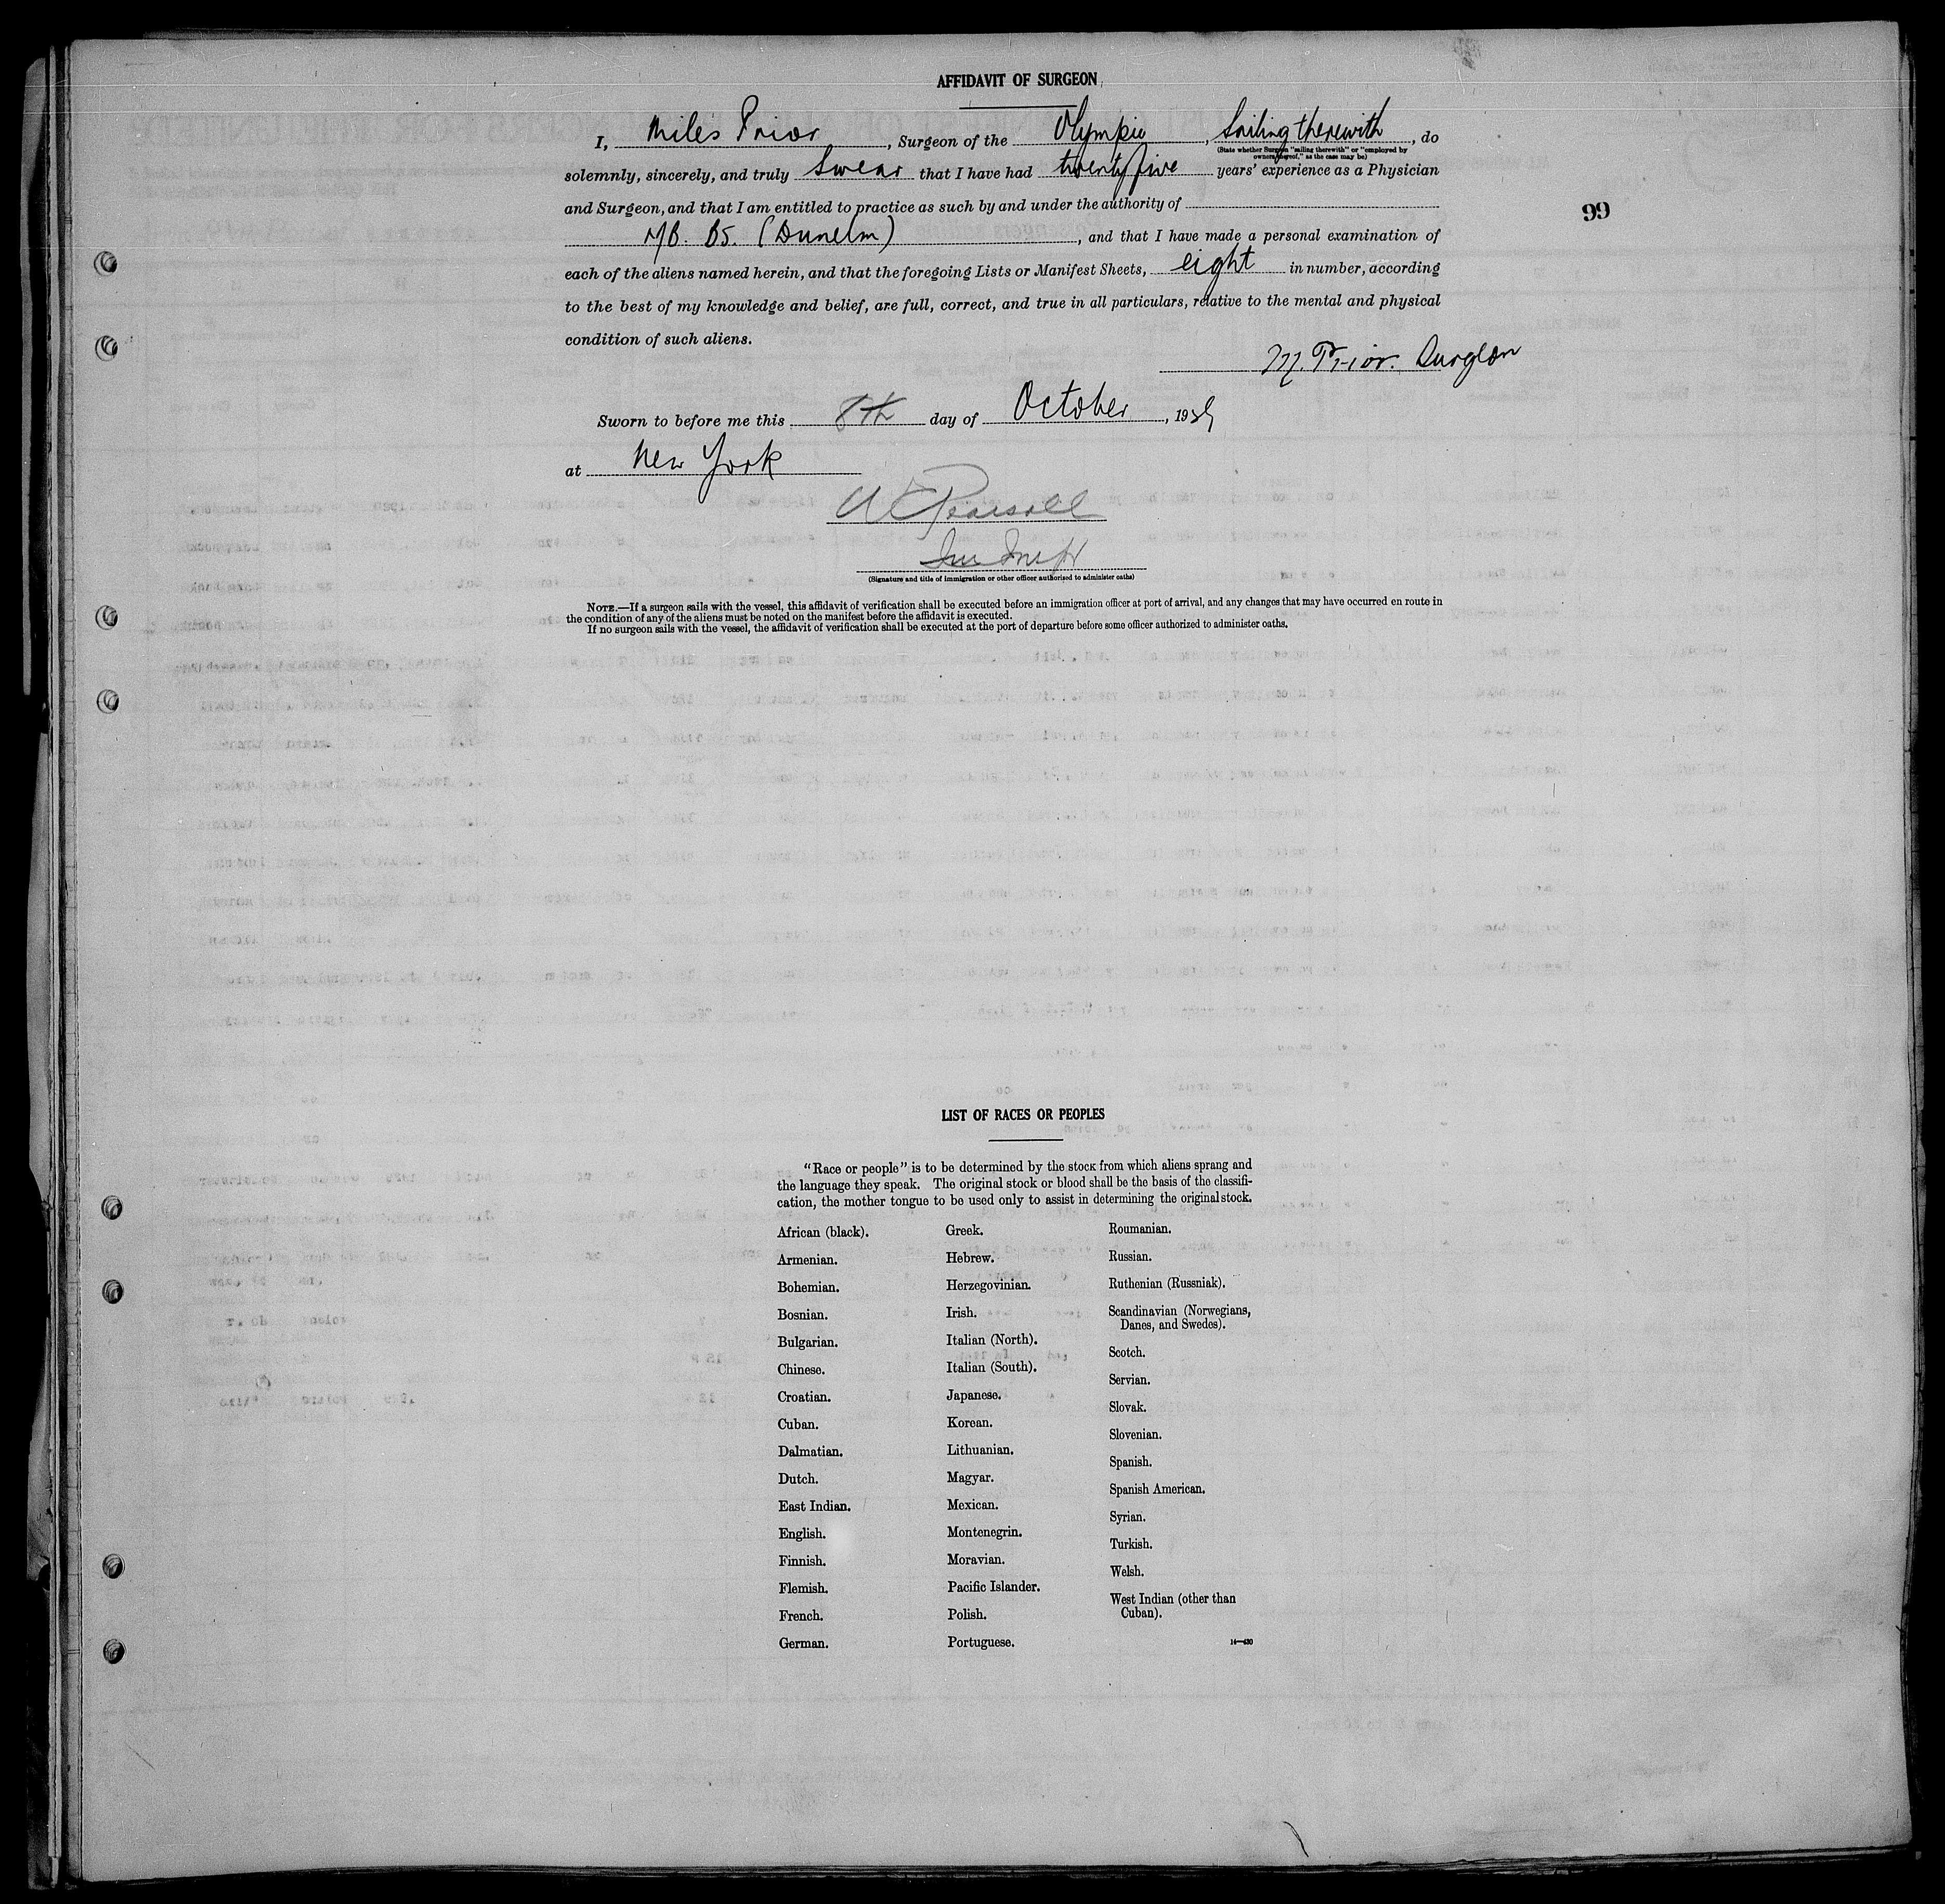 AFFIDAVIT OF SURGEON
I, Miles Prior, Surgeon of the Olympic, Sailing therewith, do
(State whether Surgeon "sailing therewith" or "employed by
owners thereof," as the case may be)
solemnly, sincerely, and truly Swear that I have had twenty five years' experience as a Physician
and Surgeon, and that I am entitled to practice as such by and under the authority of
99
MB. BS. (Dunelm), and that I have made a personal examination of
each of the aliens named herein, and that the foregoing Lists or Manifest Sheets, eight in number, according
to the best of my knowledge and belief, are full, correct, and true in all particulars, relative to the mental and physical
condition of such aliens.
M. Prior. Surgeon
Sworn to before me this 8th day of October, 19
at New York
Pearsall
(Signature and title of immigration or other officer authorized to administer oaths)
NOTE.—If a surgeon sails with the vessel, this affidavit of verification shall be executed before an immigration officer at port of arrival, and any changes that may have occurred en route in
the condition of any of the aliens must be noted on the manifest before the affidavit is executed.
If no surgeon sails with the vessel, the affidavit of verification shall be executed at the port of departure before some officer authorized to administer oaths.
LIST OF RACES OR PEOPLES
"Race or people" is to be determined by the stock from which aliens sprang and
the language they speak. The original stock or blood shall be the basis of the classifi-
cation, the mother tongue to be used only to assist in determining the original stock.
African (black).
Armenian.
Bohemian.
Bosnian.
Bulgarian.
Chinese.
Croatian.
Cuban.
Dalmatian.
Dutch.
East Indian.
English.
Finnish.
Flemish.
French.
German.
Greek.
Hebrew.
Herzegovinian.
Irish.
Italian (North).
Italian (South).
Japanese.
Korean.
Lithuanian.
Magyar.
Mexican.
Montenegrin.
Moravian.
Pacific Islander.
Polish.
Portuguese.
Roumanian.
Russian.
Ruthenian (Russniak).
Scandinavian (Norwegians,
Danes, and Swedes).
Scotch.
Servian.
Slovak.
Slovenian.
Spanish.
Spanish American.
Syrian.
Turkish.
Welsh.
West Indian (other than
Cuban).
14—430